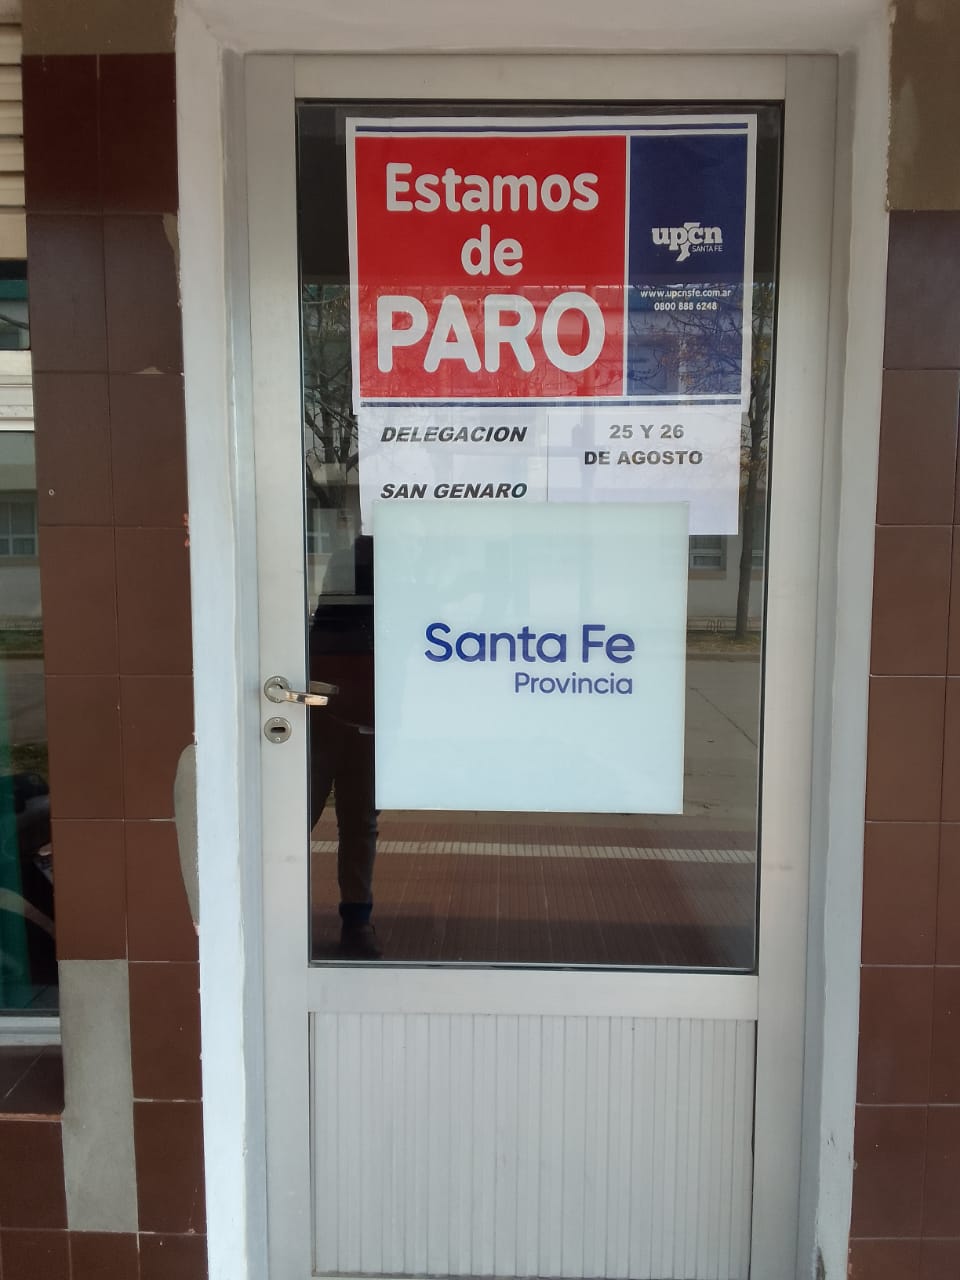 Estamos
de
PARO
upcn
SANTA FE
www.upcnsfe.com.ar
0800 888 6248
DELEGACION
SAN GENARO
25 Y 26
DE AGOSTO
Santa Fe
Provincia